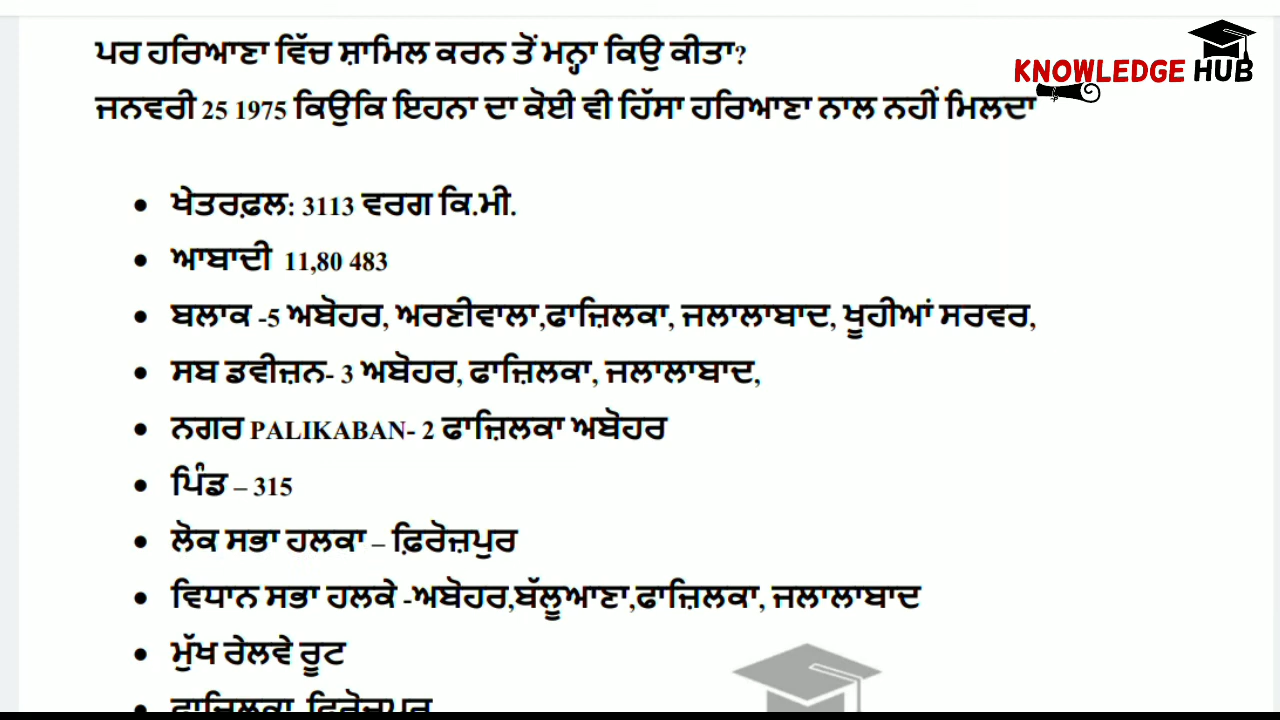 ਪਰ ਹਰਿਆਣਾ ਵਿੱਚ ਸ਼ਾਮਿਲ ਕਰਨ ਤੋਂ ਮਨ੍ਹਾ ਕਿਉ ਕੀਤਾ?
KNOWLEDGE HUB
ਜਨਵਰੀ 25 1975 ਕਿਉਕਿ ਇਹਨਾ ਦਾ ਕੋਈ ਵੀ ਹਿੱਸਾ ਹਰਿਆਣਾ ਨਾਲ ਨਹੀਂ ਮਿਲਦਾ
• ਖੇਤਰਫ਼ਲ: 3113 ਵਰਗ ਕਿ.ਮੀ.
• ਆਬਾਦੀ 11,80 483
• ਬਲਾਕ -5 ਅਬੋਹਰ, ਅਰਣੀਵਾਲਾ,ਫਾਜ਼ਿਲਕਾ, ਜਲਾਲਾਬਾਦ, ਖੂਹੀਆਂ ਸਰਵਰ,
• ਸਬ ਡਵੀਜ਼ਨ- 3 ਅਬੋਹਰ, ਫਾਜ਼ਿਲਕਾ, ਜਲਾਲਾਬਾਦ,
• ਨਗਰ PALIKABAN- 2 ਫਾਜ਼ਿਲਕਾ ਅਬੋਹਰ
• ਪਿੰਡ – 315
• ਲੋਕ ਸਭਾ ਹਲਕਾ – ਫ਼ਿਰੋਜ਼ਪੁਰ
• ਵਿਧਾਨ ਸਭਾ ਹਲਕੇ -ਅਬੋਹਰ,ਬੱਲੂਆਣਾ,ਫਾਜ਼ਿਲਕਾ, ਜਲਾਲਾਬਾਦ
• ਮੁੱਖ ਰੇਲਵੇ ਰੂਟ